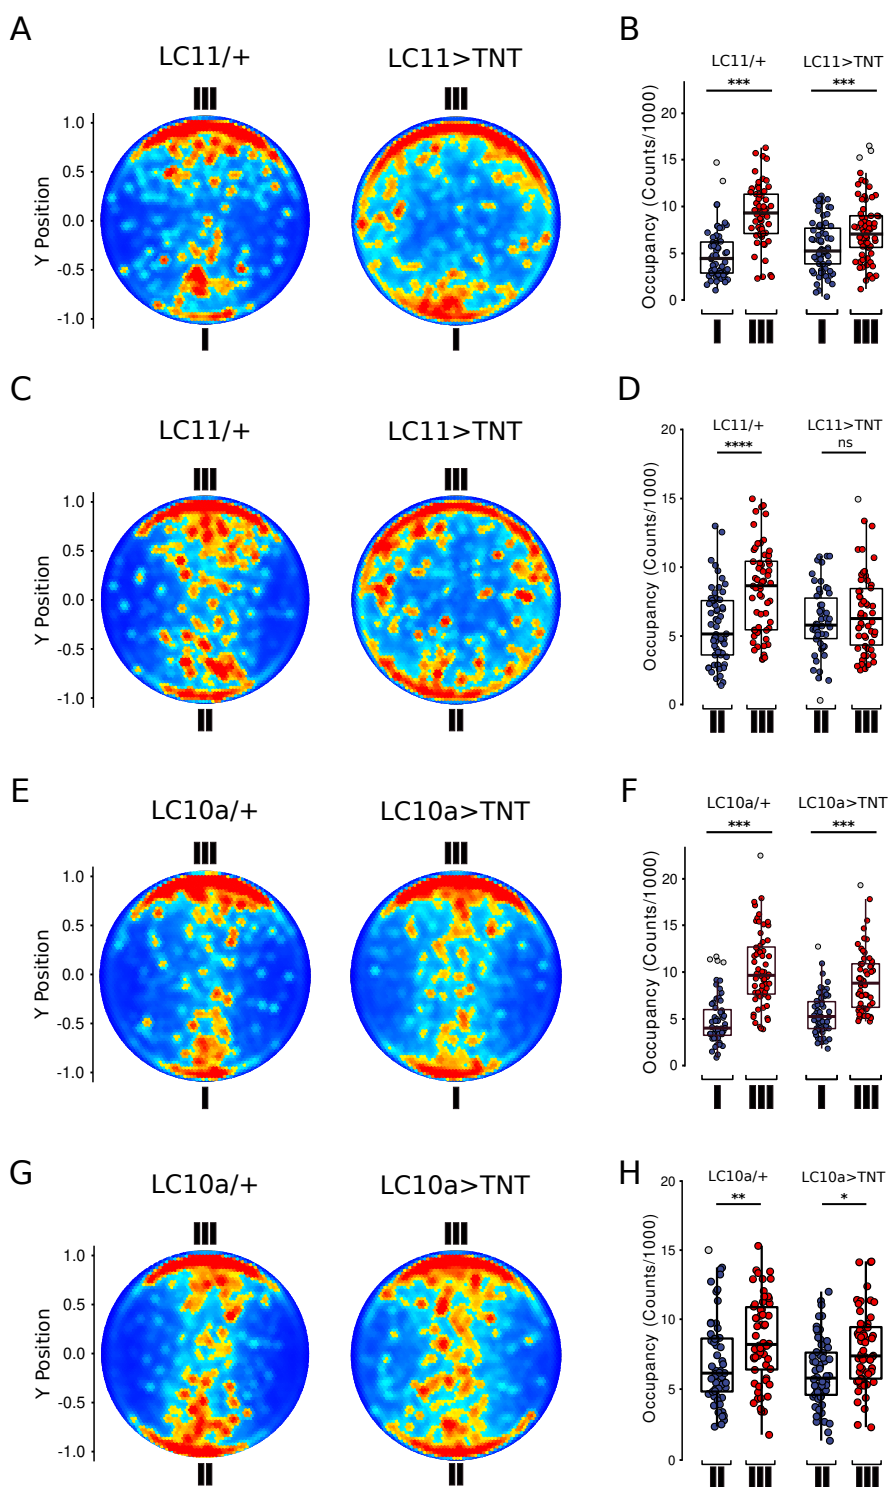 A
LC11/+
LC11>TNT
1.0
0.5
0.0
-0.5
-1.0
Y Position
B
LC11/+
LC11>TNT
***
***
20
15
10
5
0
Occupancy (Counts/1000)
C
LC11/+
LC11>TNT
1.0
0.5
0.0
-0.5
-1.0
Y Position
D
LC11/+
LC11>TNT
****
ns
20
15
10
5
0
Occupancy (Counts/1000)
E
LC10a/+
LC10a>TNT
1.0
0.5
0.0
-0.5
-1.0
Y Position
F
LC10a/+
LC10a>TNT
***
***
20
15
10
5
0
Occupancy (Counts/1000)
G
LC10a/+
LC10a>TNT
1.0
0.5
0.0
-0.5
-1.0
Y Position
H
LC10a/+
LC10a>TNT
**
*
20
15
10
5
0
Occupancy (Counts/1000)